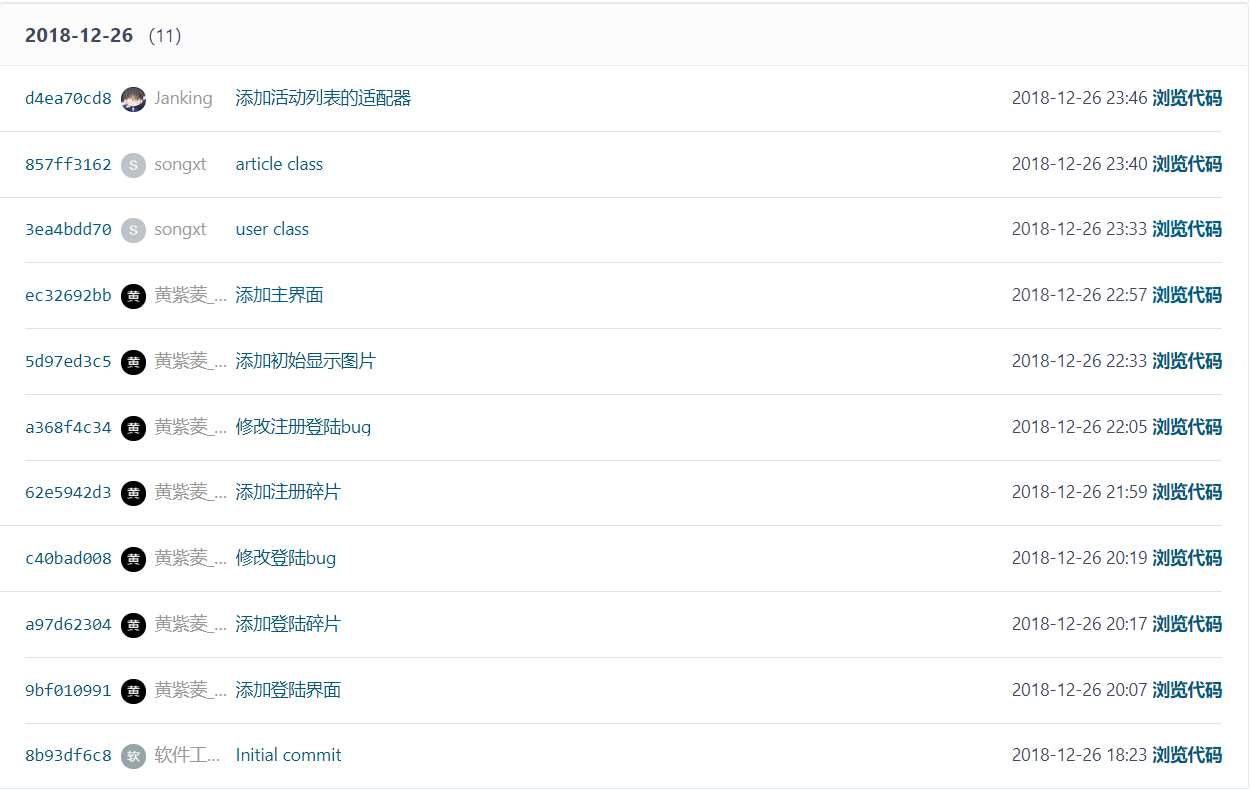 2018-12-26 (11)
d4ea70cd8 Janking 添加活动列表的适配器 2018-12-26 23:46 浏览代码
857ff3162 S songxt article class 2018-12-26 23:40 浏览代码
3ea4bdd70 S songxt user class 2018-12-26 23:33 浏览代码
ec32692bb 黄 黄紫菱_... 添加主界面 2018-12-26 22:57 浏览代码
5d97ed3c5 黄 黄紫菱_... 添加初始显示图片 2018-12-26 22:33 浏览代码
a368f4c34 黄 黄紫菱_... 修改注册登陆bug 2018-12-26 22:05 浏览代码
62e5942d3 黄 黄紫菱_... 添加注册碎片 2018-12-26 21:59 浏览代码
c40bad008 黄 黄紫菱_... 修改登陆bug 2018-12-26 20:19 浏览代码
a97d62304 黄 黄紫菱_... 添加登陆碎片 2018-12-26 20:17 浏览代码
9bf010991 黄 黄紫菱_... 添加登陆界面 2018-12-26 20:07 浏览代码
8b93df6c8 软 软件工... Initial commit 2018-12-26 18:23 浏览代码